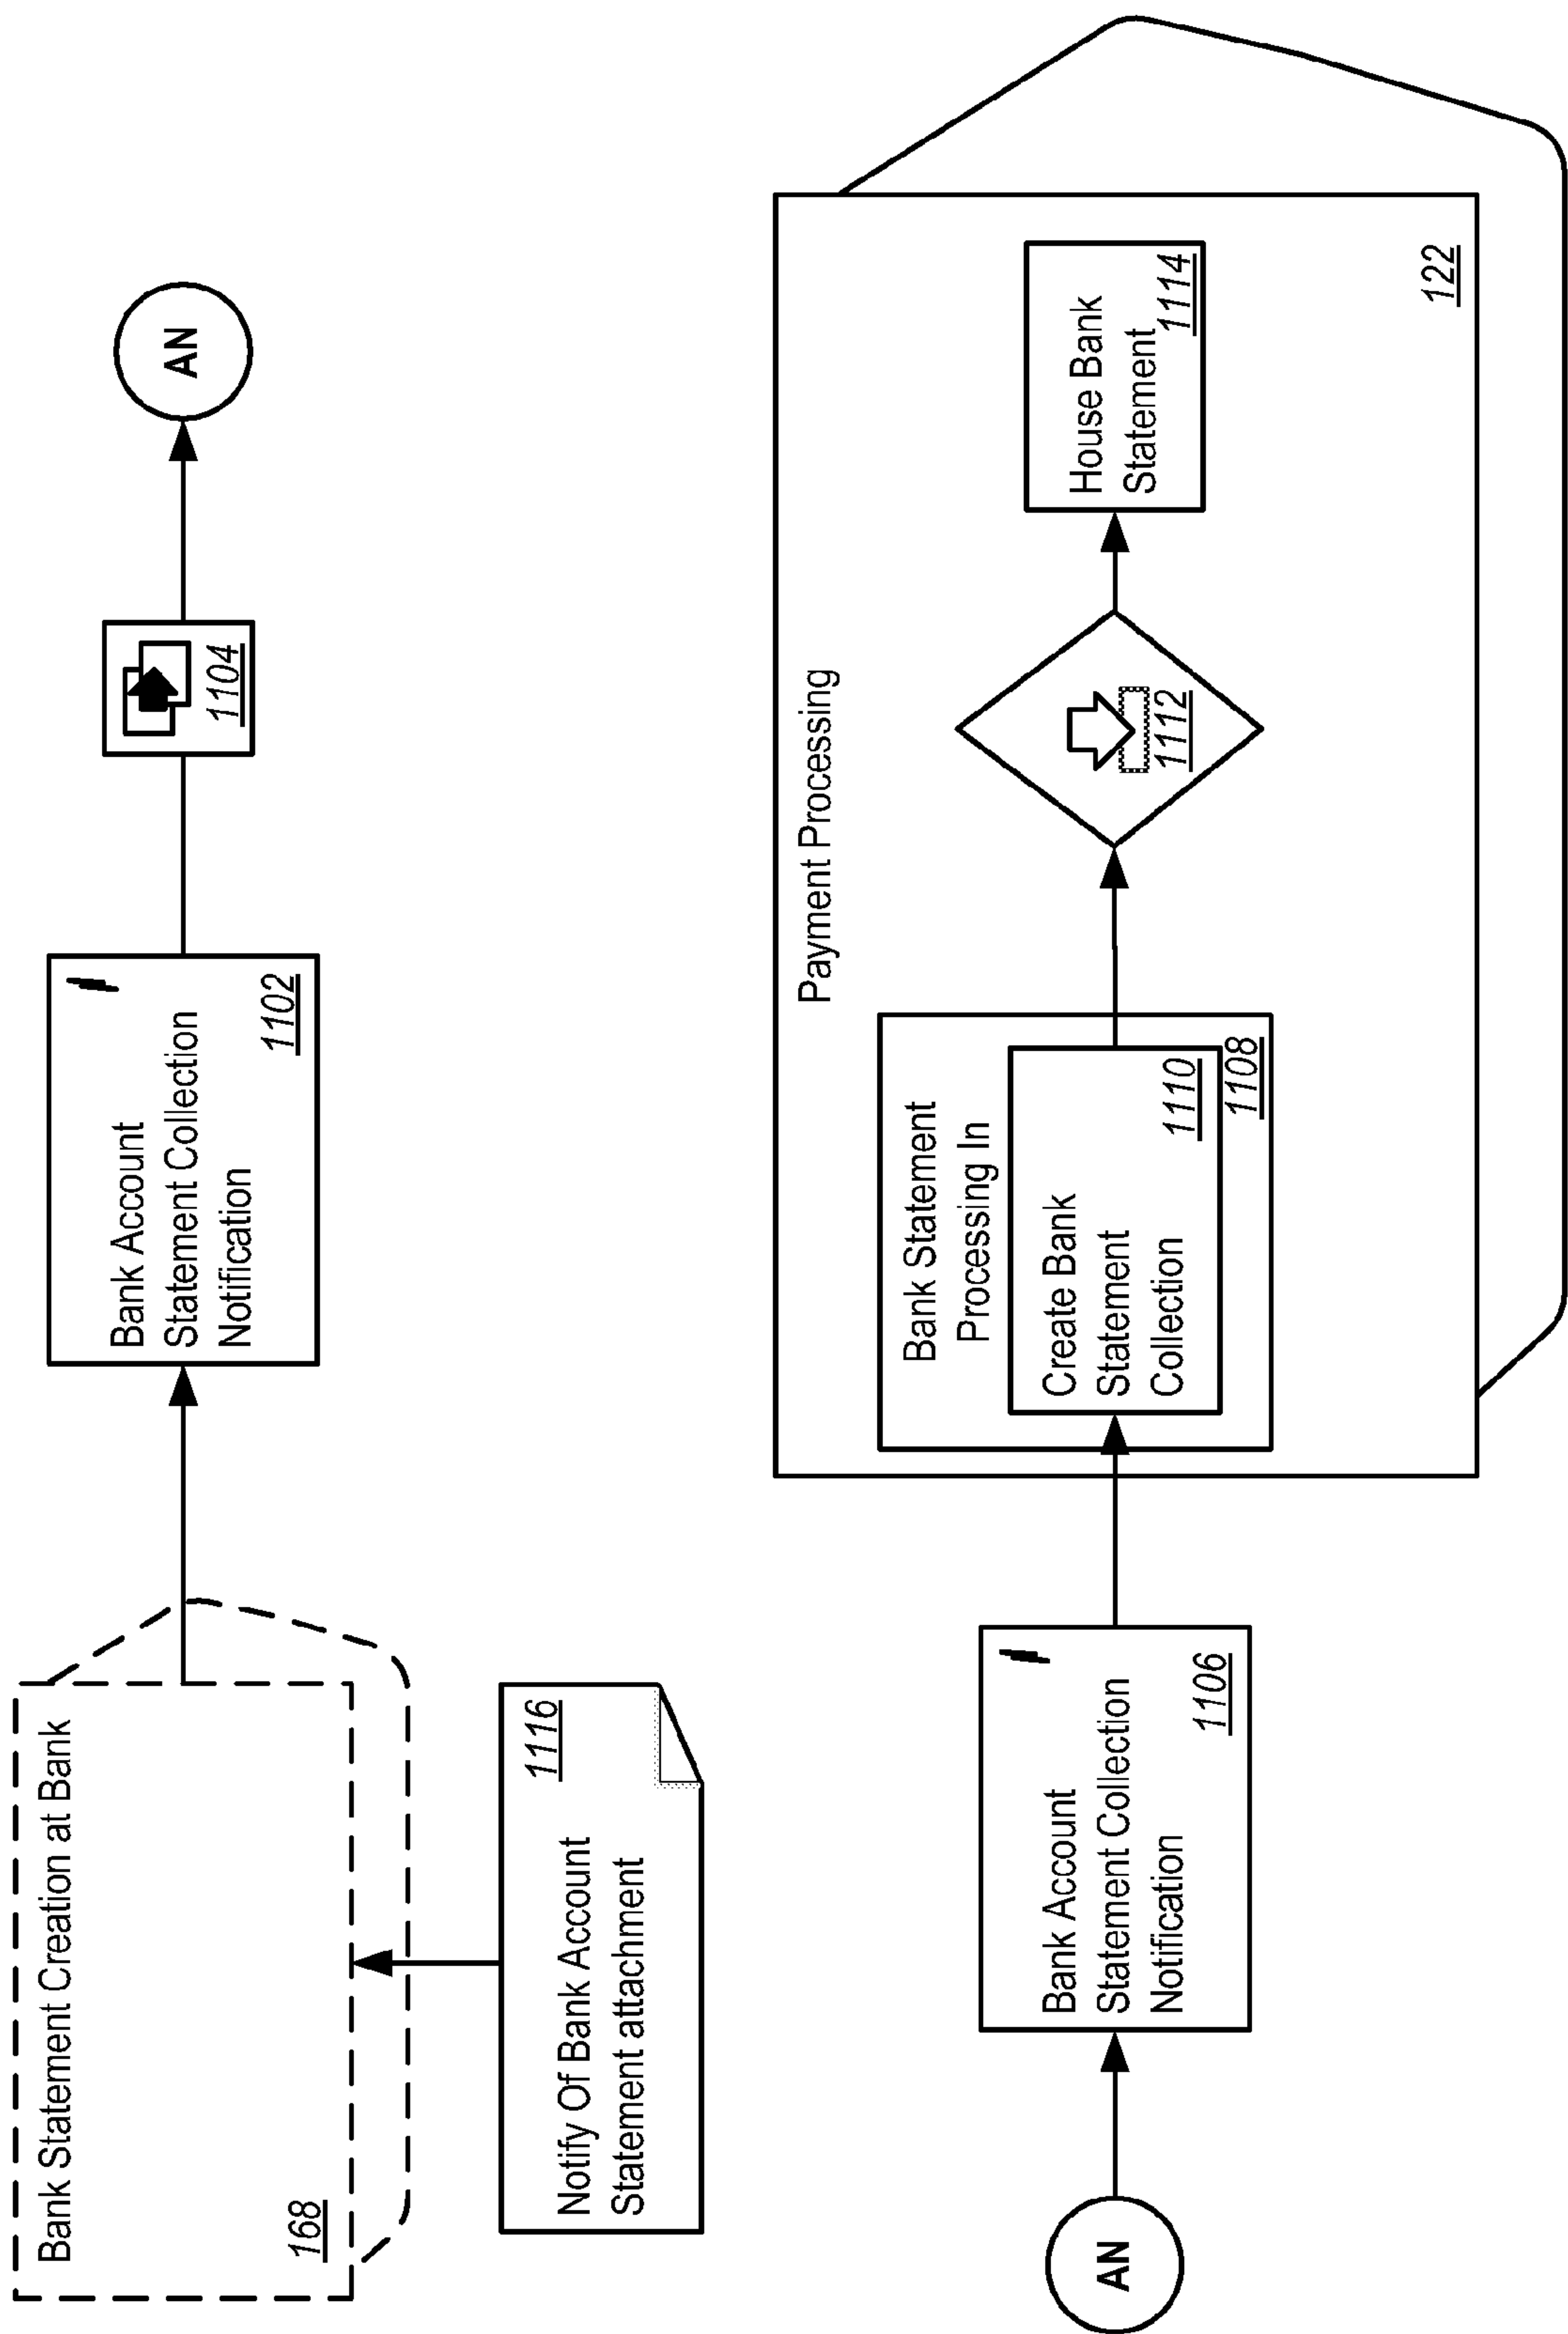 Bank Statement Creation at Bank
168
Bank Account
Statement Collection
Notification
1102
1104
AN
Notify Of Bank Account
Statement attachment
1116
AN
Bank Account
Statement Collection
Notification
1106
Payment Processing
Bank Statement
Processing In
Create Bank
Statement
Collection
1110
1108
1112
House Bank
Statement
1114
122